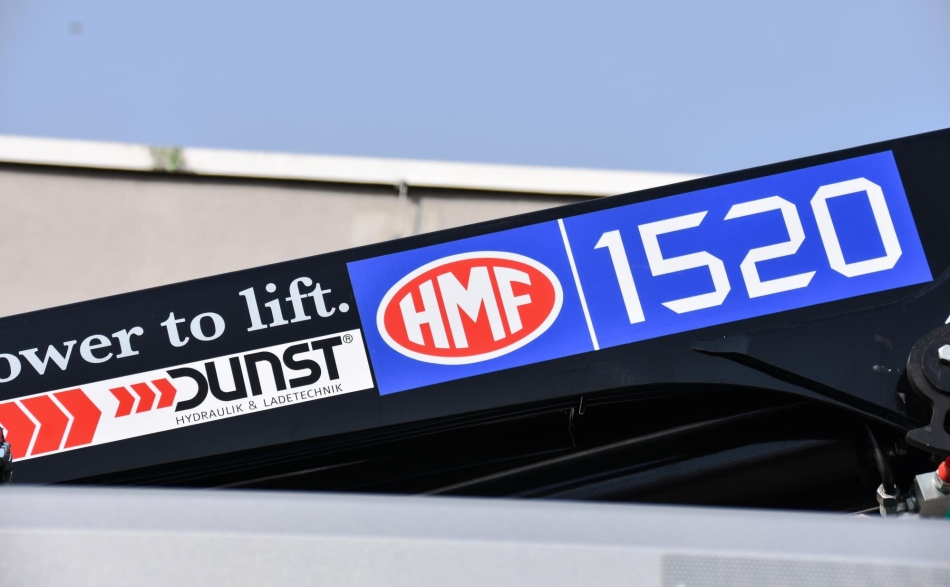 ower to lift.
DUNST®
HYDRAULIK & LADETECHNIK
HMF
1520